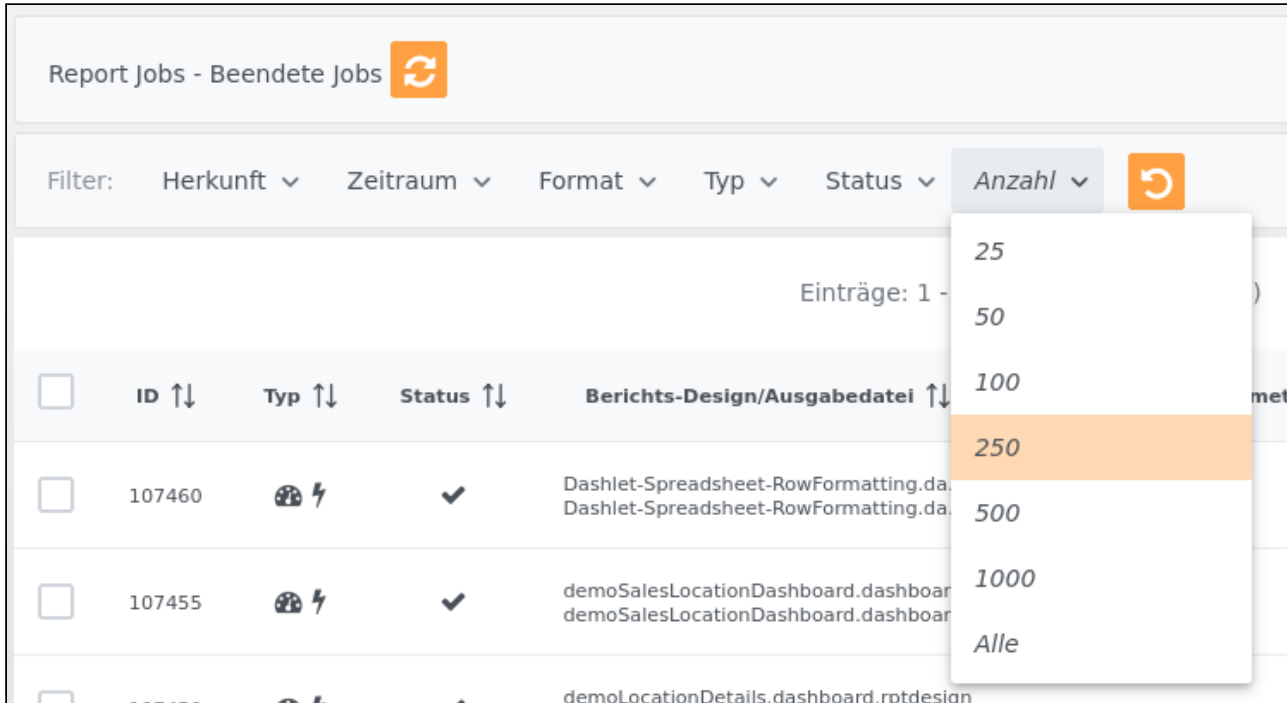 Report Jobs - Beendete Jobs
Filter: Herkunft Zeitraum Format Typ Status Anzahl
25
Einträge: 1 - )
50
100
ID Typ Status Berichts-Design/Ausgabedatei
250
107460 Dashlet-Spreadsheet-RowFormatting.da.
Dashlet-Spreadsheet-RowFormatting.da.
500
1000
107455 demoSalesLocationDashboard.dashboar
demoSalesLocationDashboard.dashboar
Alle
demoLocationDetails.dashboard.rptdesign